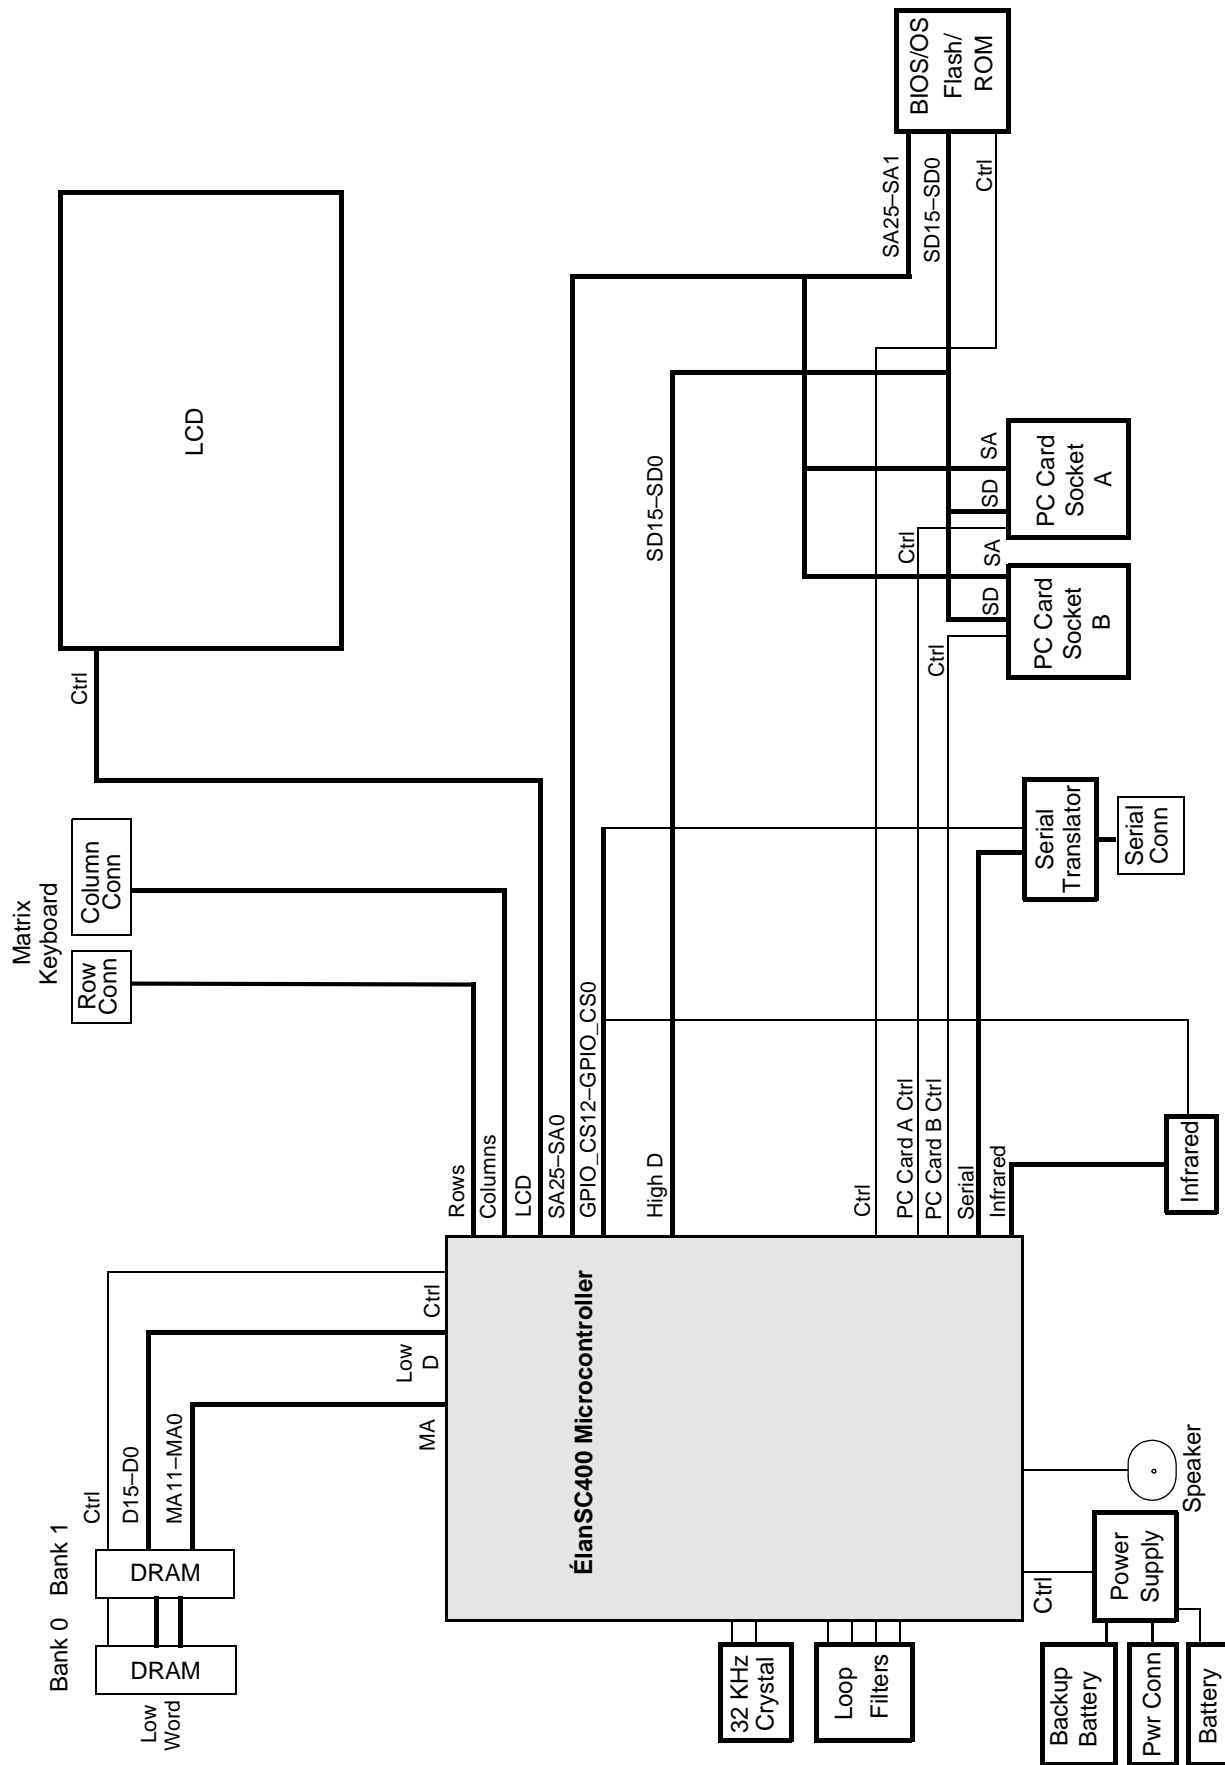 Bank 0
Bank 1
Low
Word
DRAM
DRAM
Ctrl
D15–D0
MA11–MA0
MA
Low
D
Ctrl
Matrix
Keyboard
Row
Conn
Column
Conn
Ctrl
LCD
32 KHz
Crystal
Loop
Filters
ÉlanSC400 Microcontroller
Rows
Columns
LCD
SA25–SA0
GPIO_CS12–GPIO_CS0
High D
SD15–SD0
Ctrl
PC Card A Ctrl
PC Card B Ctrl
Serial
Infrared
SA25–SA1
SD15–SD0
Ctrl
BIOS/OS
Flash/
ROM
Ctrl
SD
SA
PC Card
Socket
B
Ctrl
SD
SA
PC Card
Socket
A
Serial
Translator
Serial
Conn
Infrared
Backup
Battery
Pwr Conn
Battery
Ctrl
Power
Supply
Speaker